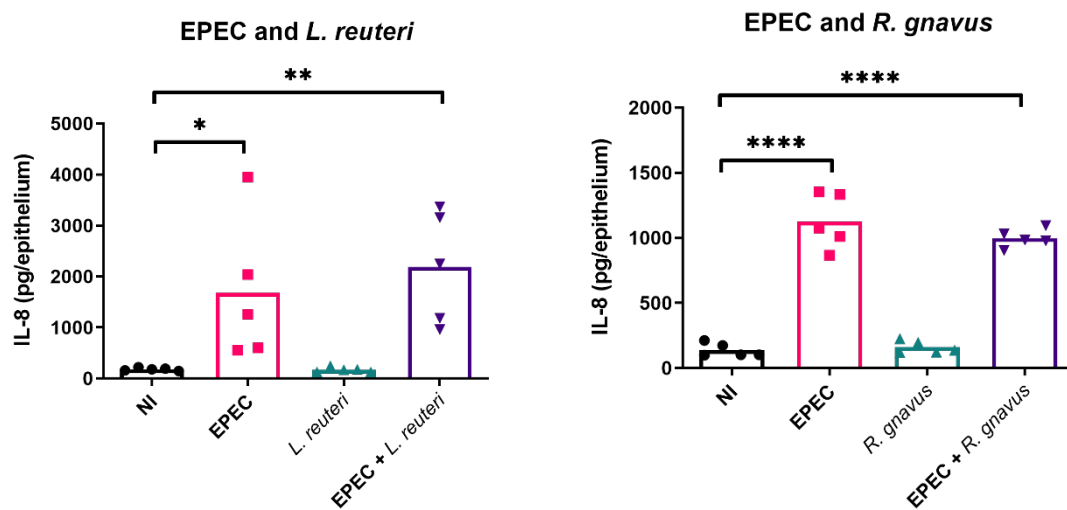 EPEC and L. reuteri
**
*
IL-8 (pg/epithelium)
5000
4000
3000
2000
1000
0
NI
EPEC
L. reuteri
EPEC + L. reuteri
EPEC and R. gnavus
****
****
IL-8 (pg/epithelium)
2000
1500
1000
500
0
NI
EPEC
R. gnavus
EPEC + R. gnavus